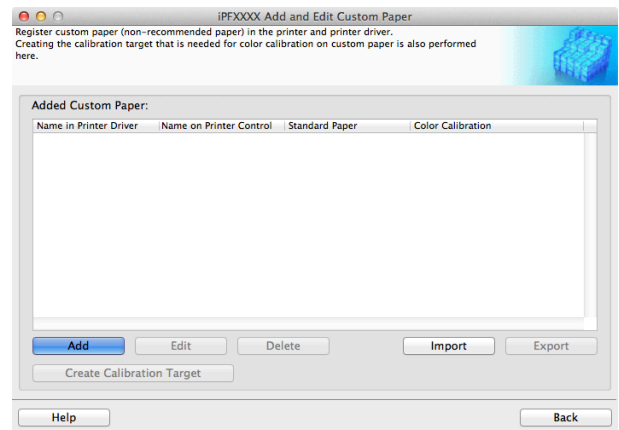 iPFXXXX Add and Edit Custom Paper
Register custom paper (non-recommended paper) in the printer and printer driver.
Creating the calibration target that is needed for color calibration on custom paper is also performed
here.
Added Custom Paper:
Name in Printer Driver Name on Printer Control Standard Paper Color Calibration
Add Edit Delete Import Export
Create Calibration Target
Help Back